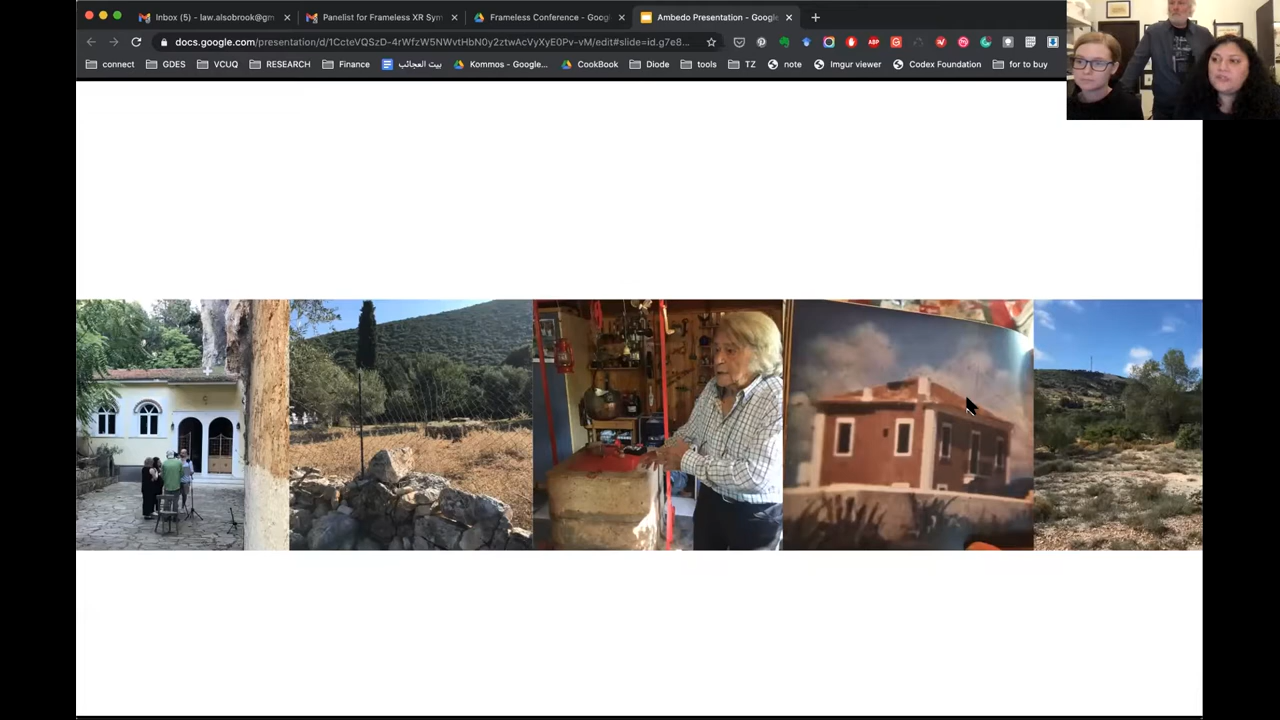 Inbox (5) - law.alsobrook@gm
Panelist for Frameless XR Sym
Frameless Conference - Goog
Ambedo Presentation - Google
docs.google.com/presentation/d/1CcteVQSzD-4rWfzW5NWvtHbN0y2ztwAcVyXyE0Pv-vM/edit#slide=id.g7e8...
connect
GDES
VCUQ
RESEARCH
Finance
بيت العجائب
Kommos - Google...
CookBook
Diode
tools
TZ
note
Imgur viewer
Codex Foundation
for to buy